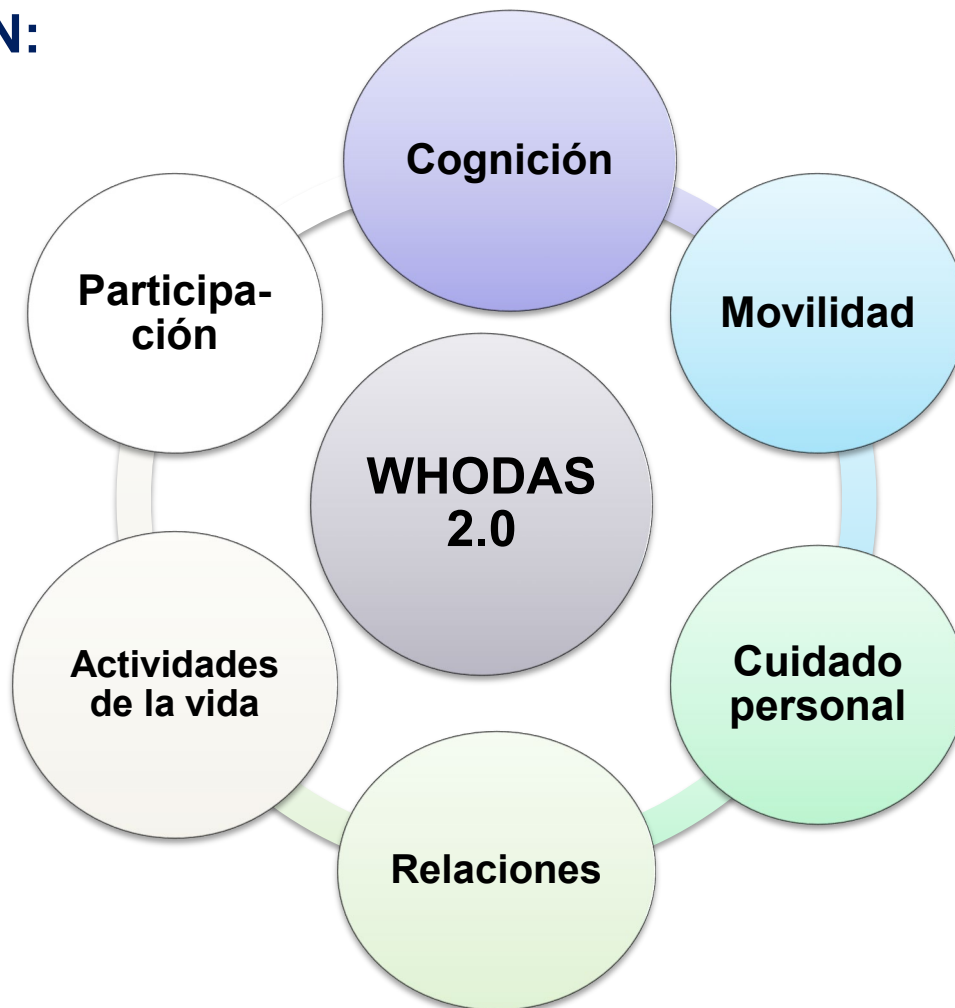 N:
Cognición
Movilidad
Participa-
ción
WHODAS
2.0
Cuidado
personal
Actividades
de la vida
Relaciones